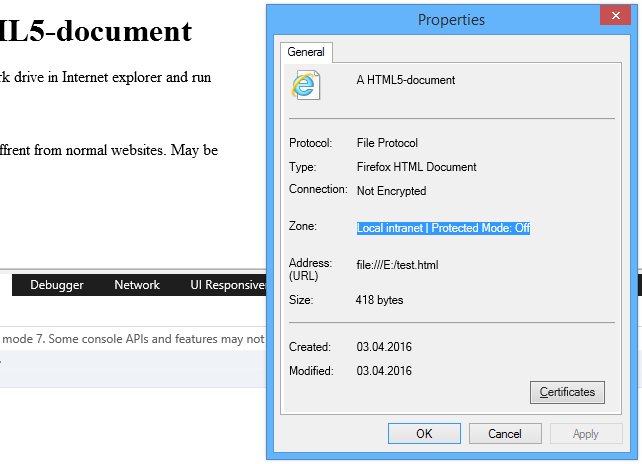 Properties
ML5-document
General
A HTML5-document
rk drive in Internet explorer and run
Protocol: File Protocol
ffrent from normal websites. May be
Type: Firefox HTML Document
Connection: Not Encrypted
Zone: Local intranet | Protected Mode: Off
Address: file:///E:/test.html
(URL)
Debugger Network UI Responsive
Size: 418 bytes
mode 7. Some console APIs and features may not
Created: 03.04.2016
Modified: 03.04.2016
Certificates
OK Cancel Apply